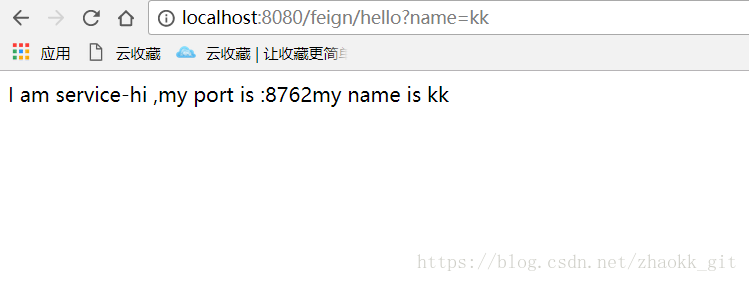 localhost:8080/feign/hello?name=kk
应用 云收藏 云收藏 | 让收藏更简
I am service-hi ,my port is :8762my name is kk
https://blog.csdn.net/zhaokk_git